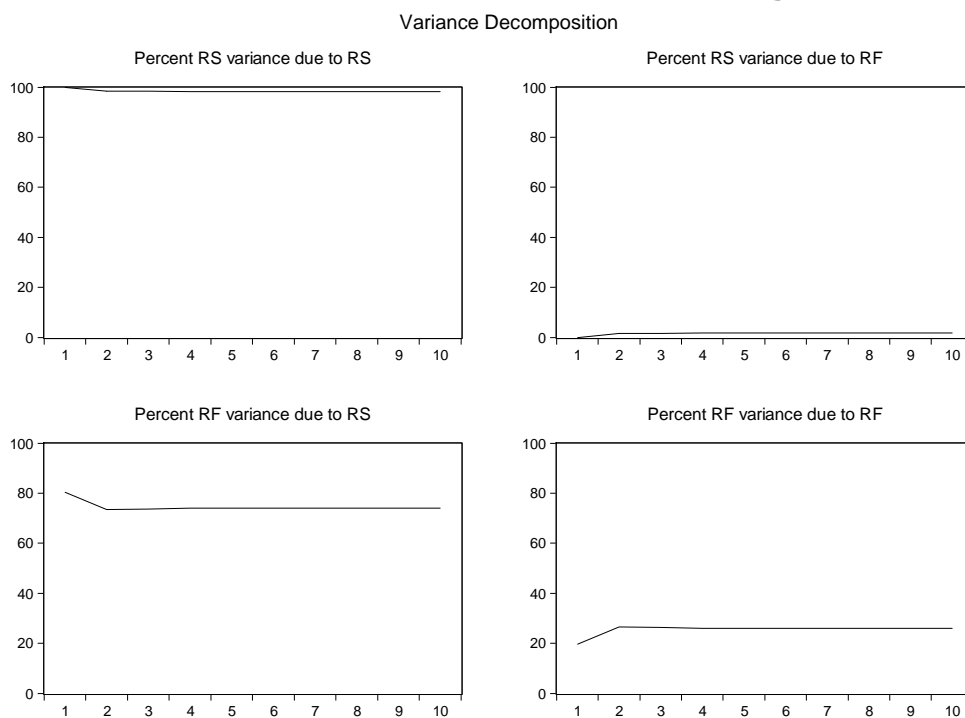 Variance Decomposition
Percent RS variance due to RS
100
80
60
40
20
0
1 2 3 4 5 6 7 8 9 10
Percent RS variance due to RF
100
80
60
40
20
0
1 2 3 4 5 6 7 8 9 10
Percent RF variance due to RS
100
80
60
40
20
0
1 2 3 4 5 6 7 8 9 10
Percent RF variance due to RF
100
80
60
40
20
0
1 2 3 4 5 6 7 8 9 10